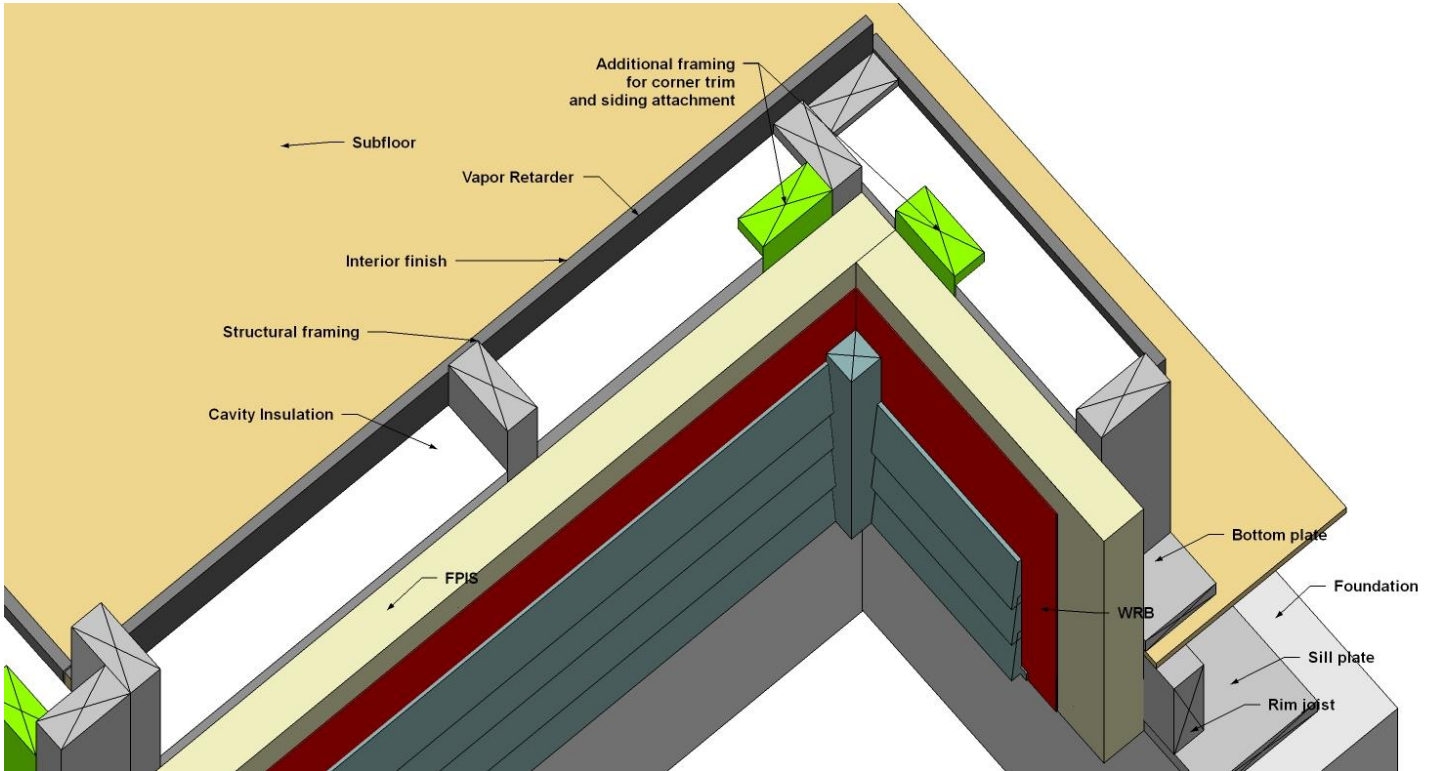 Additional framing
for corner trim
and siding attachment
Subfloor
Vapor Retarder
Interior finish
Structural framing
Cavity Insulation
FPIS
Bottom plate
Foundation
WRB
Sill plate
Rim joist